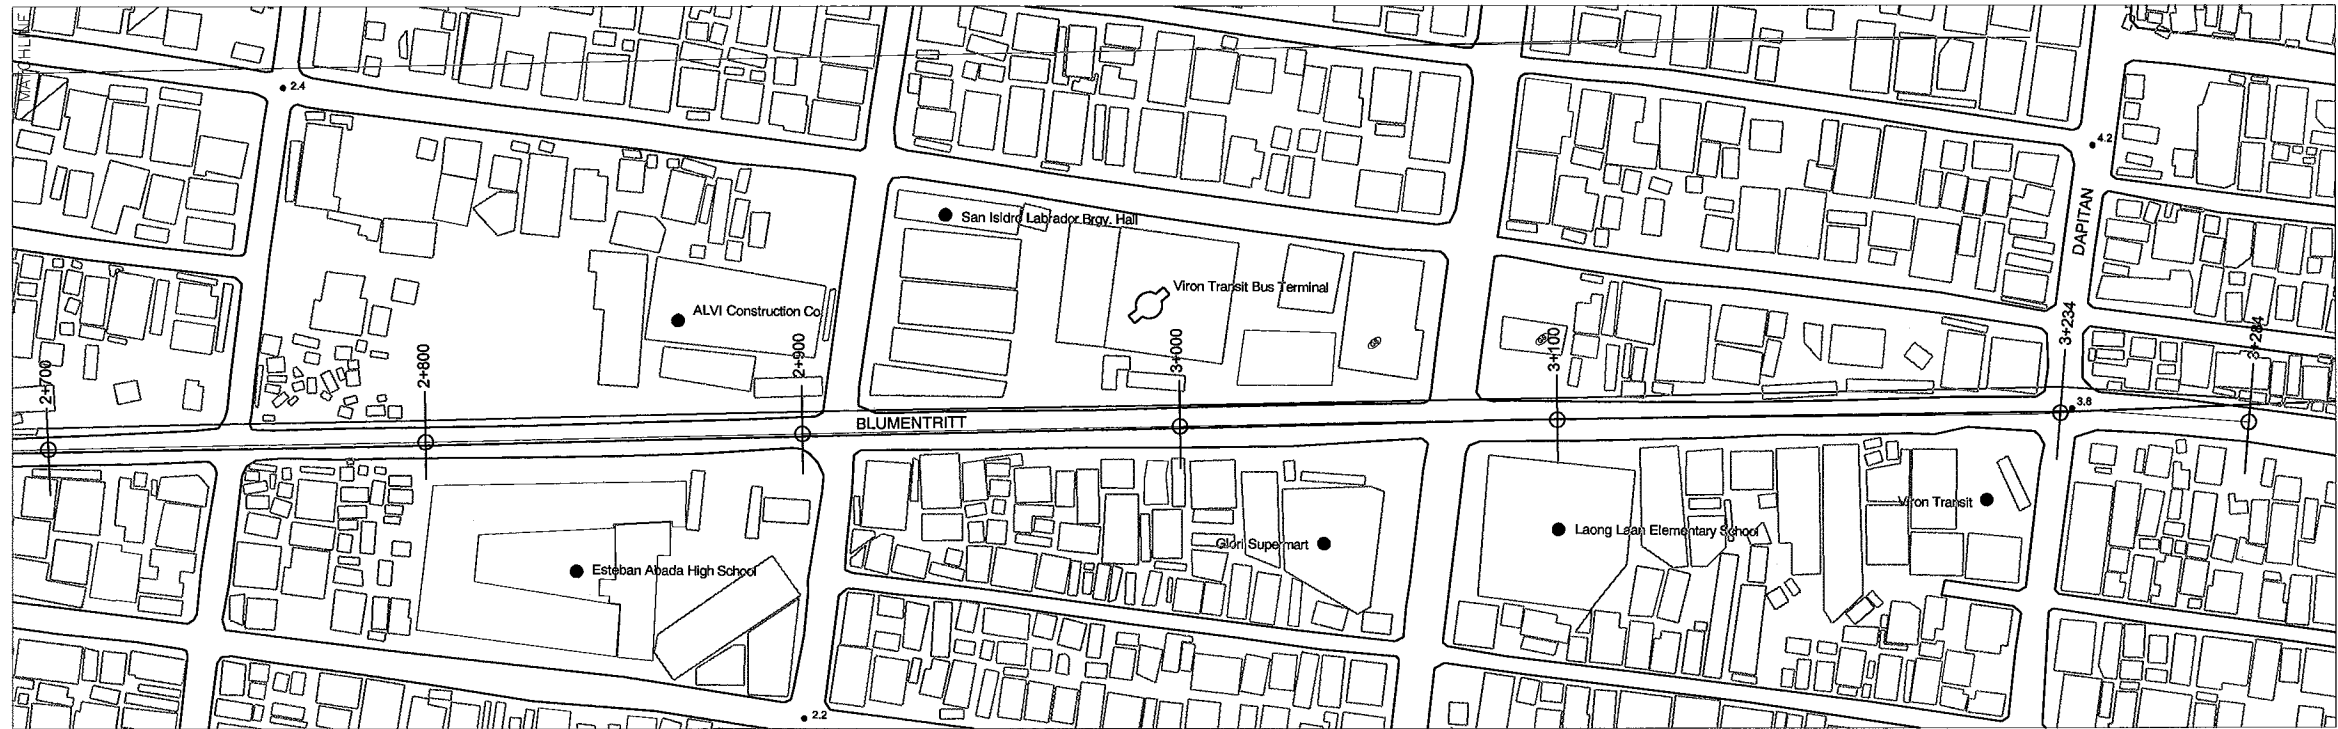 MATCHLINE
2.4
4.2
DAPITAN
San Isidro Labrador Brgy. Hall
Viron Transit Bus Terminal
ALVI Construction Co
2+700
2+800
2+900
3+000
3+100
3+234
3+284
3.8
BLUMENTRITT
Viron Transit
Laong Laan Elementary School
Glori Supermart
Esteban Abada High School
2.2